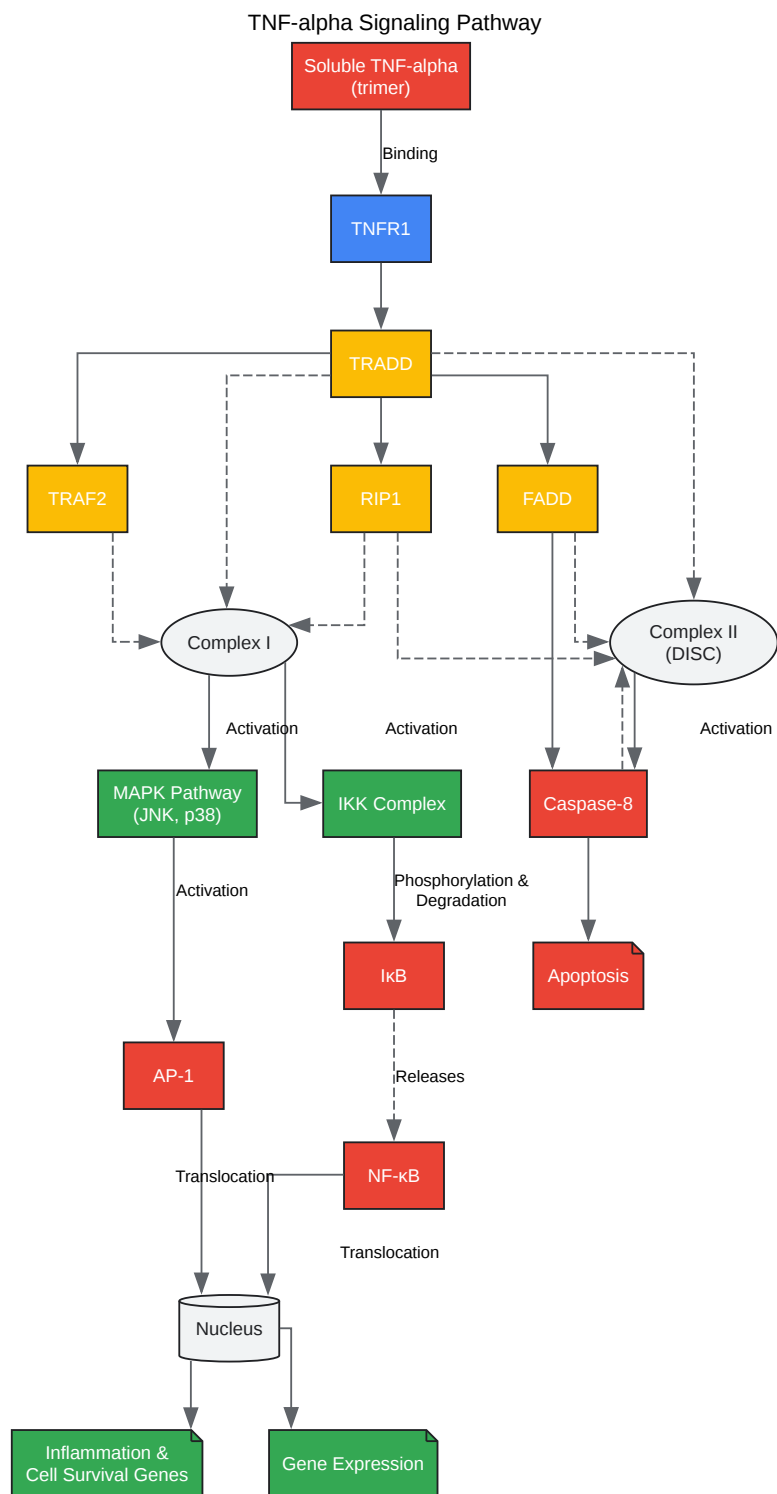 TNF-alpha Signaling Pathway
Soluble TNF-alpha
(trimer)
Binding
TNFR1
TRADD
TRAF2
RIP1
FADD
Complex I
Complex II
(DISC)
Activation
Activation
Activation
MAPK Pathway
(JNK, p38)
IKK Complex
Caspase-8
Activation
Phosphorylation &
Degradation
IκB
Apoptosis
AP-1
Releases
Translocation
NF-κB
Translocation
Nucleus
Inflammation &
Cell Survival Genes
Gene Expression